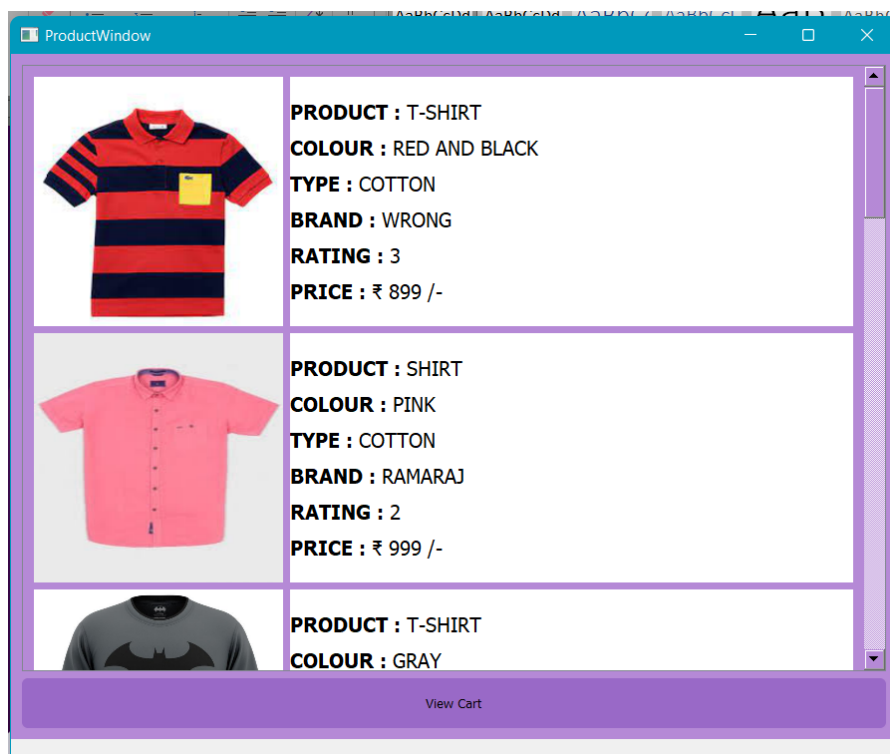 ProductWindow
PRODUCT : T-SHIRT
COLOUR : RED AND BLACK
TYPE : COTTON
BRAND : WRONG
RATING : 3
PRICE : ₹ 899 /-
PRODUCT : SHIRT
COLOUR : PINK
TYPE : COTTON
BRAND : RAMARAJ
RATING : 2
PRICE : ₹ 999 /-
PRODUCT : T-SHIRT
COLOUR : GRAY
View Cart